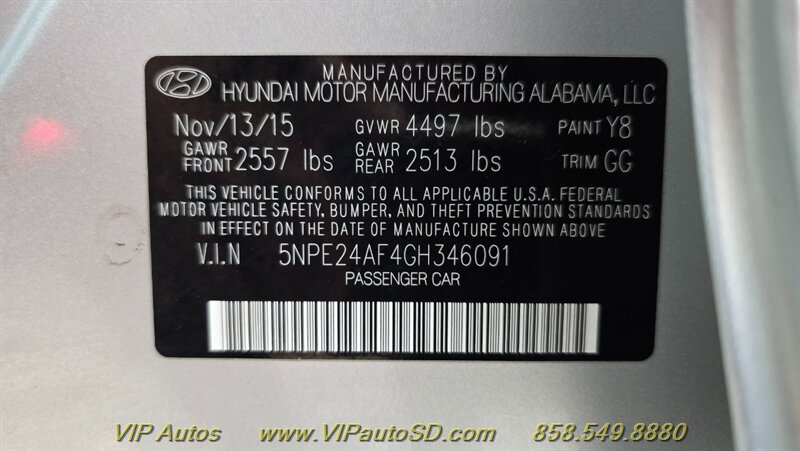 MANUFACTURED BY
HYUNDAI MOTOR MANUFACTURING ALABAMA, LLC
Nov/13/15 GVWR 4497 lbs PAINT Y8
GAWR FRONT 2557 lbs GAWR REAR 2513 lbs TRIM GG
THIS VEHICLE CONFORMS TO ALL APPLICABLE U.S.A. FEDERAL
MOTOR VEHICLE SAFETY, BUMPER, AND THEFT PREVENTION STANDARDS
IN EFFECT ON THE DATE OF MANUFACTURE SHOWN ABOVE.
V.I.N 5NPE24AF4GH346091
PASSENGER CAR
VIP Autos www.VIPautoSD.com 858.549.8880